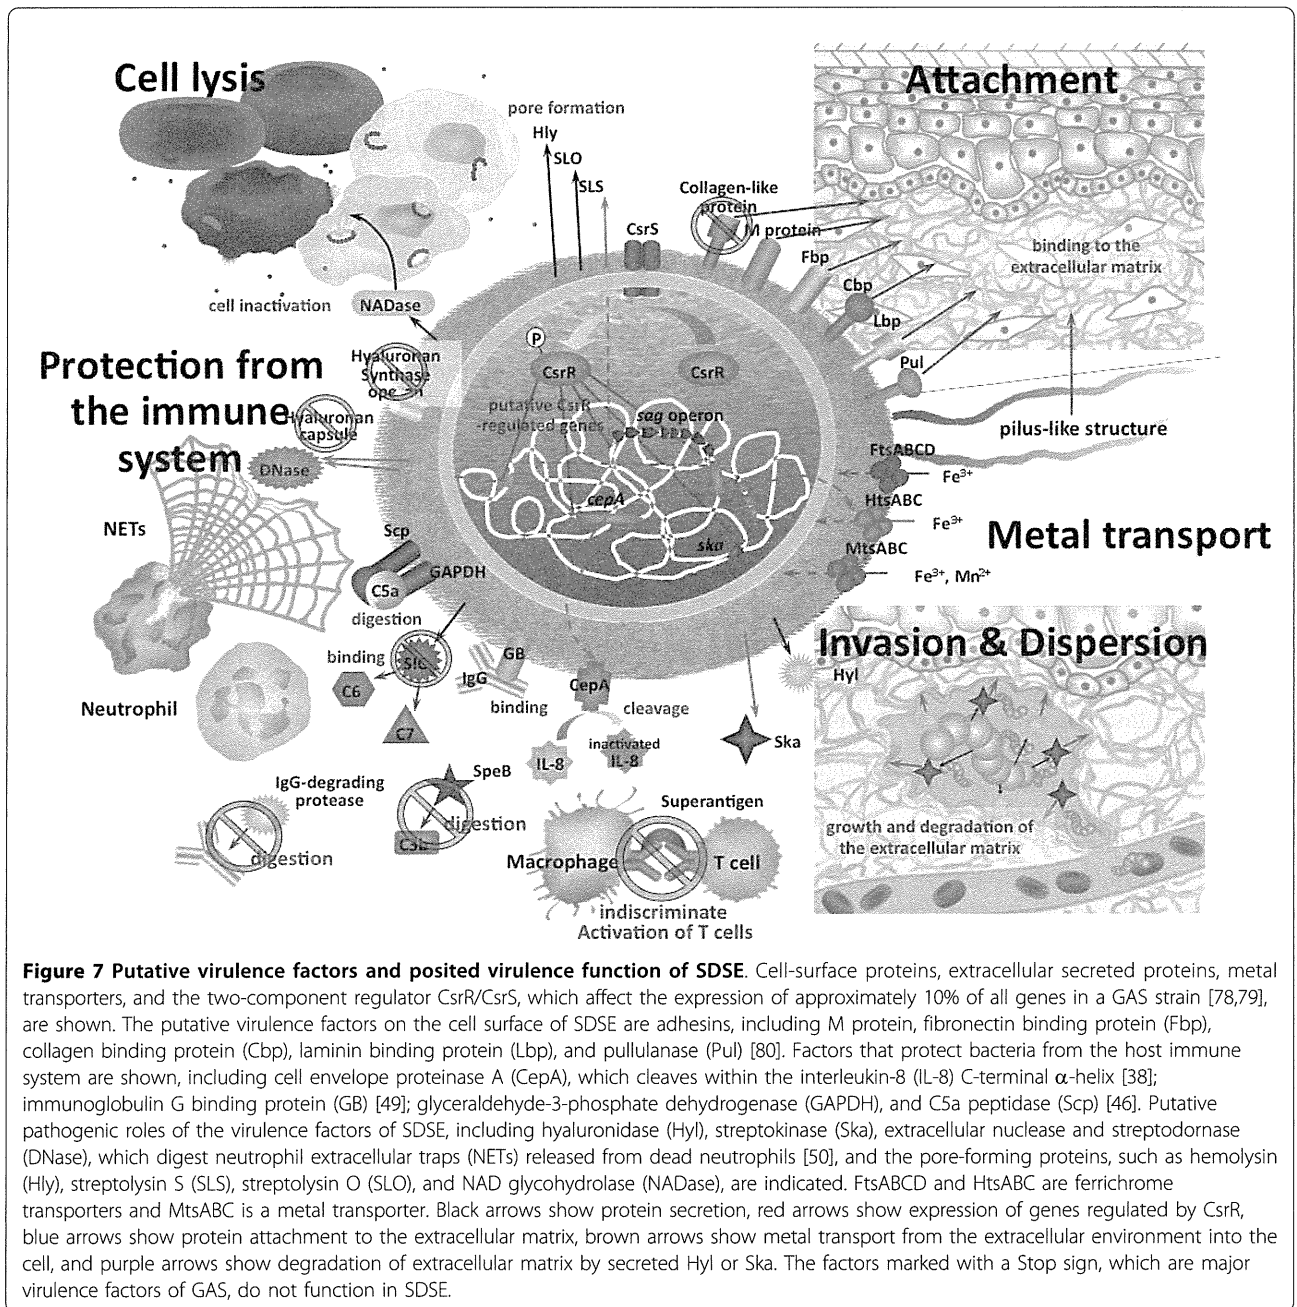 Cell lysis
Attachment
pore formation
Hly
SLO
SLS
Collagen-like
protein
CsrS
M protein
Fbp
Cbp
Lbp
Pul
binding to the
extracellular matrix
cell inactivation
NADase
Hyaluronan
Synthase
operon
P
CsrR
CsrR
Protection from
the immune
system
Hyaluronan
capsule
putative CsrR
-regulated genes
sag operon
pilus-like structure
DNase
FtsABCD
Fe³⁺
HtsABC
Fe³⁺
MtsABC
Fe³⁺, Mn²⁺
Metal transport
NETs
cepA
ska
Scp
GAPDH
C5a
digestion
Invasion & Dispersion
binding
SIC
C6
C7
GB
IgG
binding
CepA
cleavage
Hyl
Neutrophil
IL-8
inactivated
IL-8
Ska
IgG-degrading
protease
digestion
SpeB
digestion
C3b
Superantigen
Macrophage
T cell
indiscriminate
Activation of T cells
growth and degradation of
the extracellular matrix
Figure 7 Putative virulence factors and posited virulence function of SDSE. Cell-surface proteins, extracellular secreted proteins, metal
transporters, and the two-component regulator CsrR/CsrS, which affect the expression of approximately 10% of all genes in a GAS strain [78,79],
are shown. The putative virulence factors on the cell surface of SDSE are adhesins, including M protein, fibronectin binding protein (Fbp),
collagen binding protein (Cbp), laminin binding protein (Lbp), and pullulanase (Pul) [80]. Factors that protect bacteria from the host immune
system are shown, including cell envelope proteinase A (CepA), which cleaves within the interleukin-8 (IL-8) C-terminal α-helix [38];
immunoglobulin G binding protein (GB) [49]; glyceraldehyde-3-phosphate dehydrogenase (GAPDH), and C5a peptidase (Scp) [46]. Putative
pathogenic roles of the virulence factors of SDSE, including hyaluronidase (Hyl), streptokinase (Ska), extracellular nuclease and streptodornase
(DNase), which digest neutrophil extracellular traps (NETs) released from dead neutrophils [50], and the pore-forming proteins, such as hemolysin
(Hly), streptolysin S (SLS), streptolysin O (SLO), and NAD glycohydrolase (NADase), are indicated. FtsABCD and HtsABC are ferrichrome
transporters and MtsABC is a metal transporter. Black arrows show protein secretion, red arrows show expression of genes regulated by CsrR,
blue arrows show protein attachment to the extracellular matrix, brown arrows show metal transport from the extracellular environment into the
cell, and purple arrows show degradation of extracellular matrix by secreted Hyl or Ska. The factors marked with a Stop sign, which are major
virulence factors of GAS, do not function in SDSE.